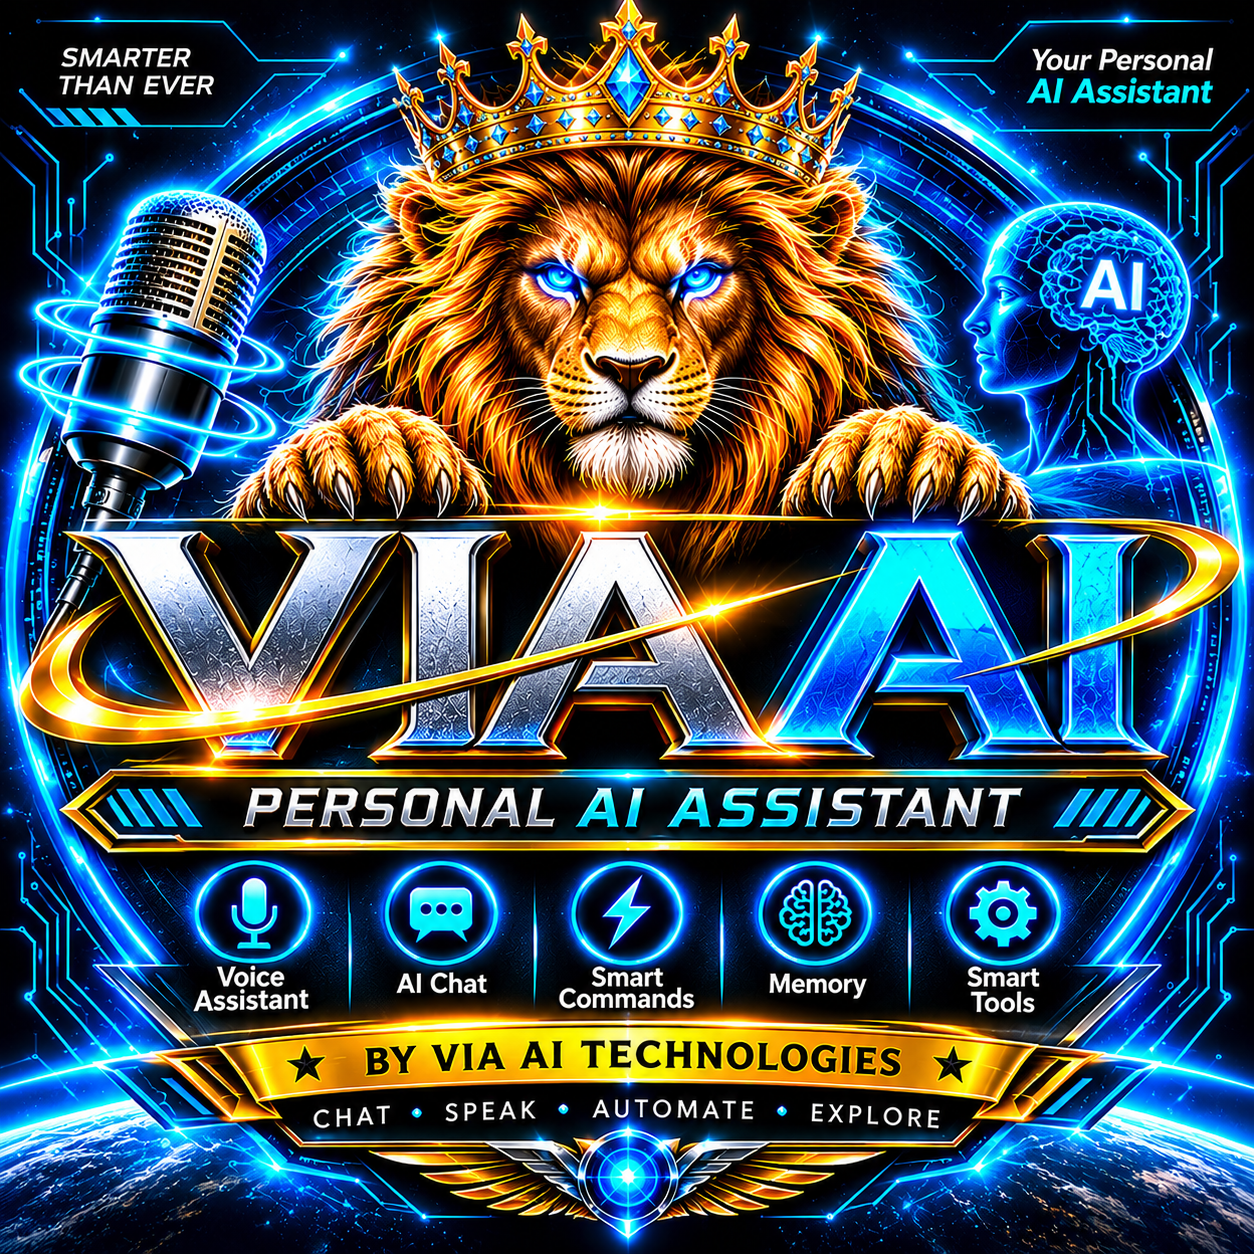 SMARTER
THAN EVER
Your Personal
AI Assistant
AI
VIA AI
PERSONAL AI ASSISTANT
Voice
Assistant
AI Chat
Smart
Commands
Memory
Smart
Tools
BY VIA AI TECHNOLOGIES
CHAT • SPEAK • AUTOMATE • EXPLORE